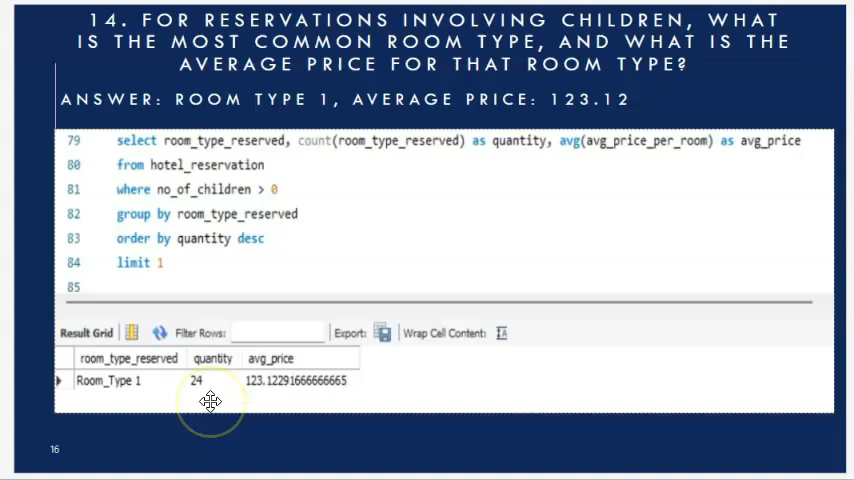 14. FOR RESERVATIONS INVOLVING CHILDREN, WHAT
IS THE MOST COMMON ROOM TYPE, AND WHAT IS THE
AVERAGE PRICE FOR THAT ROOM TYPE?
ANSWER: ROOM TYPE 1, AVERAGE PRICE: 123.12
79 select room_type_reserved, count(room_type_reserved) as quantity, avg(avg_price_per_room) as avg_price
80 from hotel_reservation
81 where no_of_children > 0
82 group by room_type_reserved
83 order by quantity desc
84 limit 1
85
Result Grid Filter Rows: Export: Wrap Cell Content:
room_type_reserved quantity avg_price
Room_Type 1 24 123.12291666666665
16